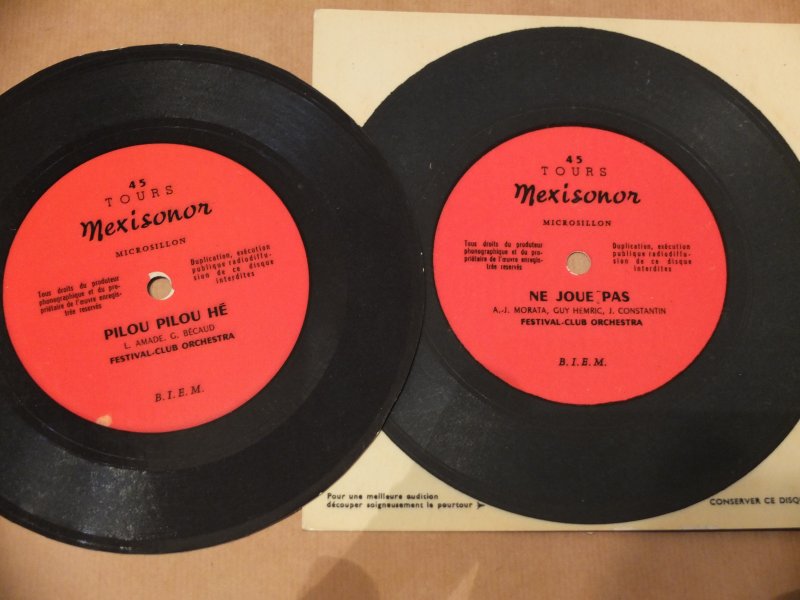 45
TOURS
Mexisonor
MICROSILLON
Tous droits du produteur
phonographique et du pro-
priétaire de l'œuvre enregis-
trée reservés
Duplication, exécution
publique radiodiffu-
sion de ce disque
interdites
PILOU PILOU HÉ
L. AMADE, G. BÉCAUD
FESTIVAL-CLUB ORCHESTRA
B.I.E.M.
45
TOURS
Mexisonor
MICROSILLON
Tous droits du produteur
phonographique et du pro-
priétaire de l'œuvre enregis-
trée reservés
Duplication, exécution
publique radiodiffu-
sion de ce disque
interdites
NE JOUE PAS
A.-J. MORATA, GUY HEMRIC, J. CONSTANTIN
FESTIVAL-CLUB ORCHESTRA
B.I.E.M.
Pour une meilleure audition
découper soigneusement le pourtour
CONSERVER CE DISQ